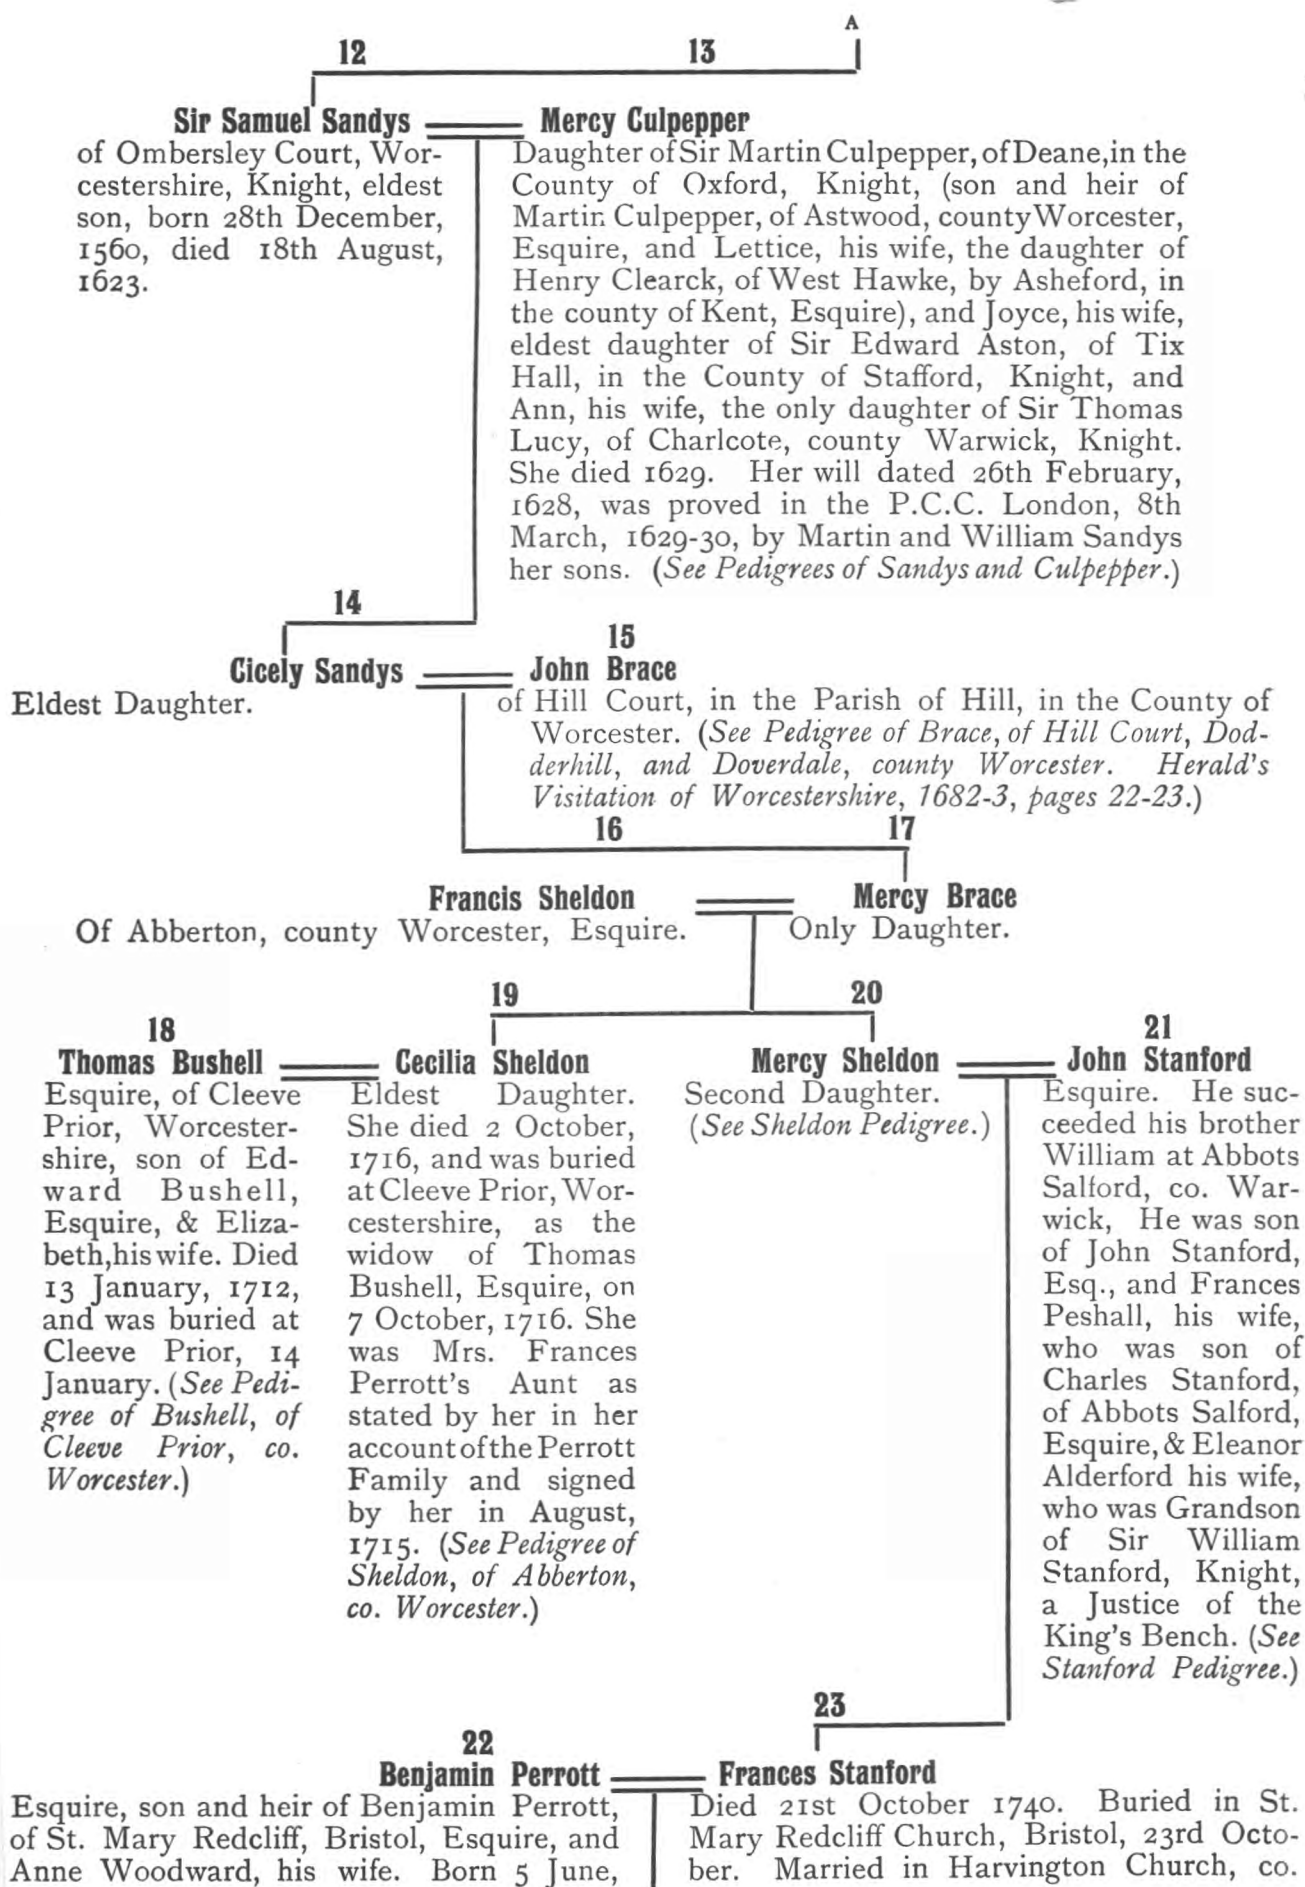 A
12 13
Sir Samuel Sandys
of Ombersley Court, Wor-
cestershire, Knight, eldest
son, born 28th December,
1560, died 18th August,
1623.
Mercy Culpepper
Daughter of Sir Martin Culpepper, of Deane, in the
County of Oxford, Knight, (son and heir of
Martin Culpepper, of Astwood, county Worcester,
Esquire, and Lettice, his wife, the daughter of
Henry Clearck, of West Hawke, by Asheford, in
the county of Kent, Esquire), and Joyce, his wife,
eldest daughter of Sir Edward Aston, of Tix
Hall, in the County of Stafford, Knight, and
Ann, his wife, the only daughter of Sir Thomas
Lucy, of Charlcote, county Warwick, Knight.
She died 1629. Her will dated 26th February,
1628, was proved in the P.C.C. London, 8th
March, 1629-30, by Martin and William Sandys
her sons. (See Pedigrees of Sandys and Culpepper.)
14
Cicely Sandys
Eldest Daughter.
15
John Brace
of Hill Court, in the Parish of Hill, in the County of
Worcester. (See Pedigree of Brace, of Hill Court, Dod-
derhill, and Doverdale, county Worcester. Herald's
Visitation of Worcestershire, 1682-3, pages 22-23.)
16 17
Francis Sheldon
Of Abberton, county Worcester, Esquire.
Mercy Brace
Only Daughter.
19 20
18
Thomas Bushell
Esquire, of Cleeve
Prior, Worcester-
shire, son of Ed-
ward Bushell,
Esquire, & Eliza-
beth, his wife. Died
13 January, 1712,
and was buried at
Cleeve Prior, 14
January. (See Pedi-
gree of Bushell, of
Cleeve Prior, co.
Worcester.)
Cecilia Sheldon
Eldest Daughter.
She died 2 October,
1716, and was buried
at Cleeve Prior, Wor-
cestershire, as the
widow of Thomas
Bushell, Esquire, on
7 October, 1716. She
was Mrs. Frances
Perrott's Aunt as
stated by her in her
account of the Perrott
Family and signed
by her in August,
1715. (See Pedigree of
Sheldon, of Abberton,
co. Worcester.)
Mercy Sheldon
Second Daughter.
(See Sheldon Pedigree.)
21
John Stanford
Esquire. He suc-
ceeded his brother
William at Abbots
Salford, co. War-
wick, He was son
of John Stanford,
Esq., and Frances
Peshall, his wife,
who was son of
Charles Stanford,
of Abbots Salford,
Esquire, & Eleanor
Alderford his wife,
who was Grandson
of Sir William
Stanford, Knight,
a Justice of the
King's Bench. (See
Stanford Pedigree.)
22
Benjamin Perrott
Esquire, son and heir of Benjamin Perrott,
of St. Mary Redcliff, Bristol, Esquire, and
Anne Woodward, his wife. Born 5 June,
23
Frances Stanford
Died 21st October 1740. Buried in St.
Mary Redcliff Church, Bristol, 23rd Octo-
ber. Married in Harvington Church, co.